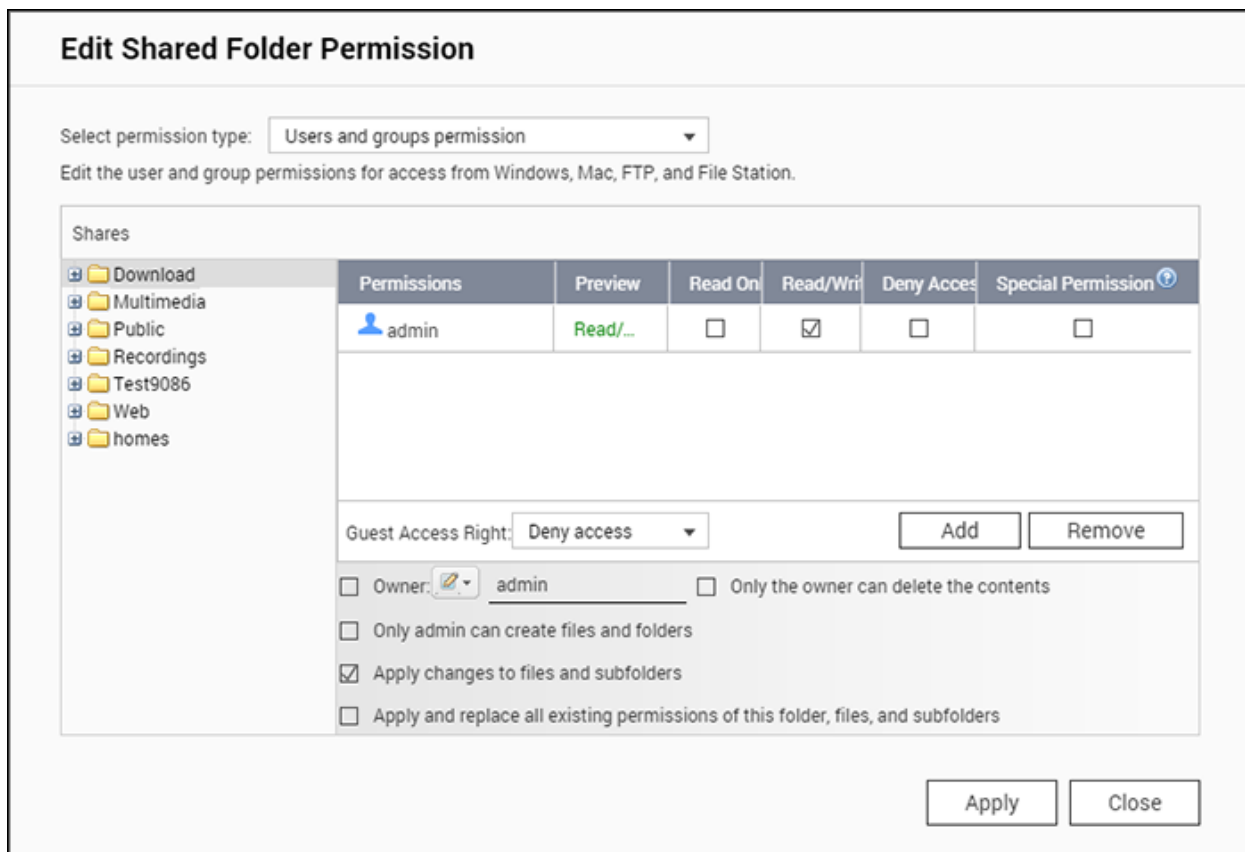 Edit Shared Folder Permission
Select permission type: Users and groups permission
Edit the user and group permissions for access from Windows, Mac, FTP, and File Station.
Shares
Download
Multimedia
Public
Recordings
Test9086
Web
homes
Permissions Preview Read Onl Read/Writ Deny Acces Special Permission ?
admin Read/...
Guest Access Right: Deny access Add Remove
Owner: admin Only the owner can delete the contents
Only admin can create files and folders
Apply changes to files and subfolders
Apply and replace all existing permissions of this folder, files, and subfolders
Apply Close